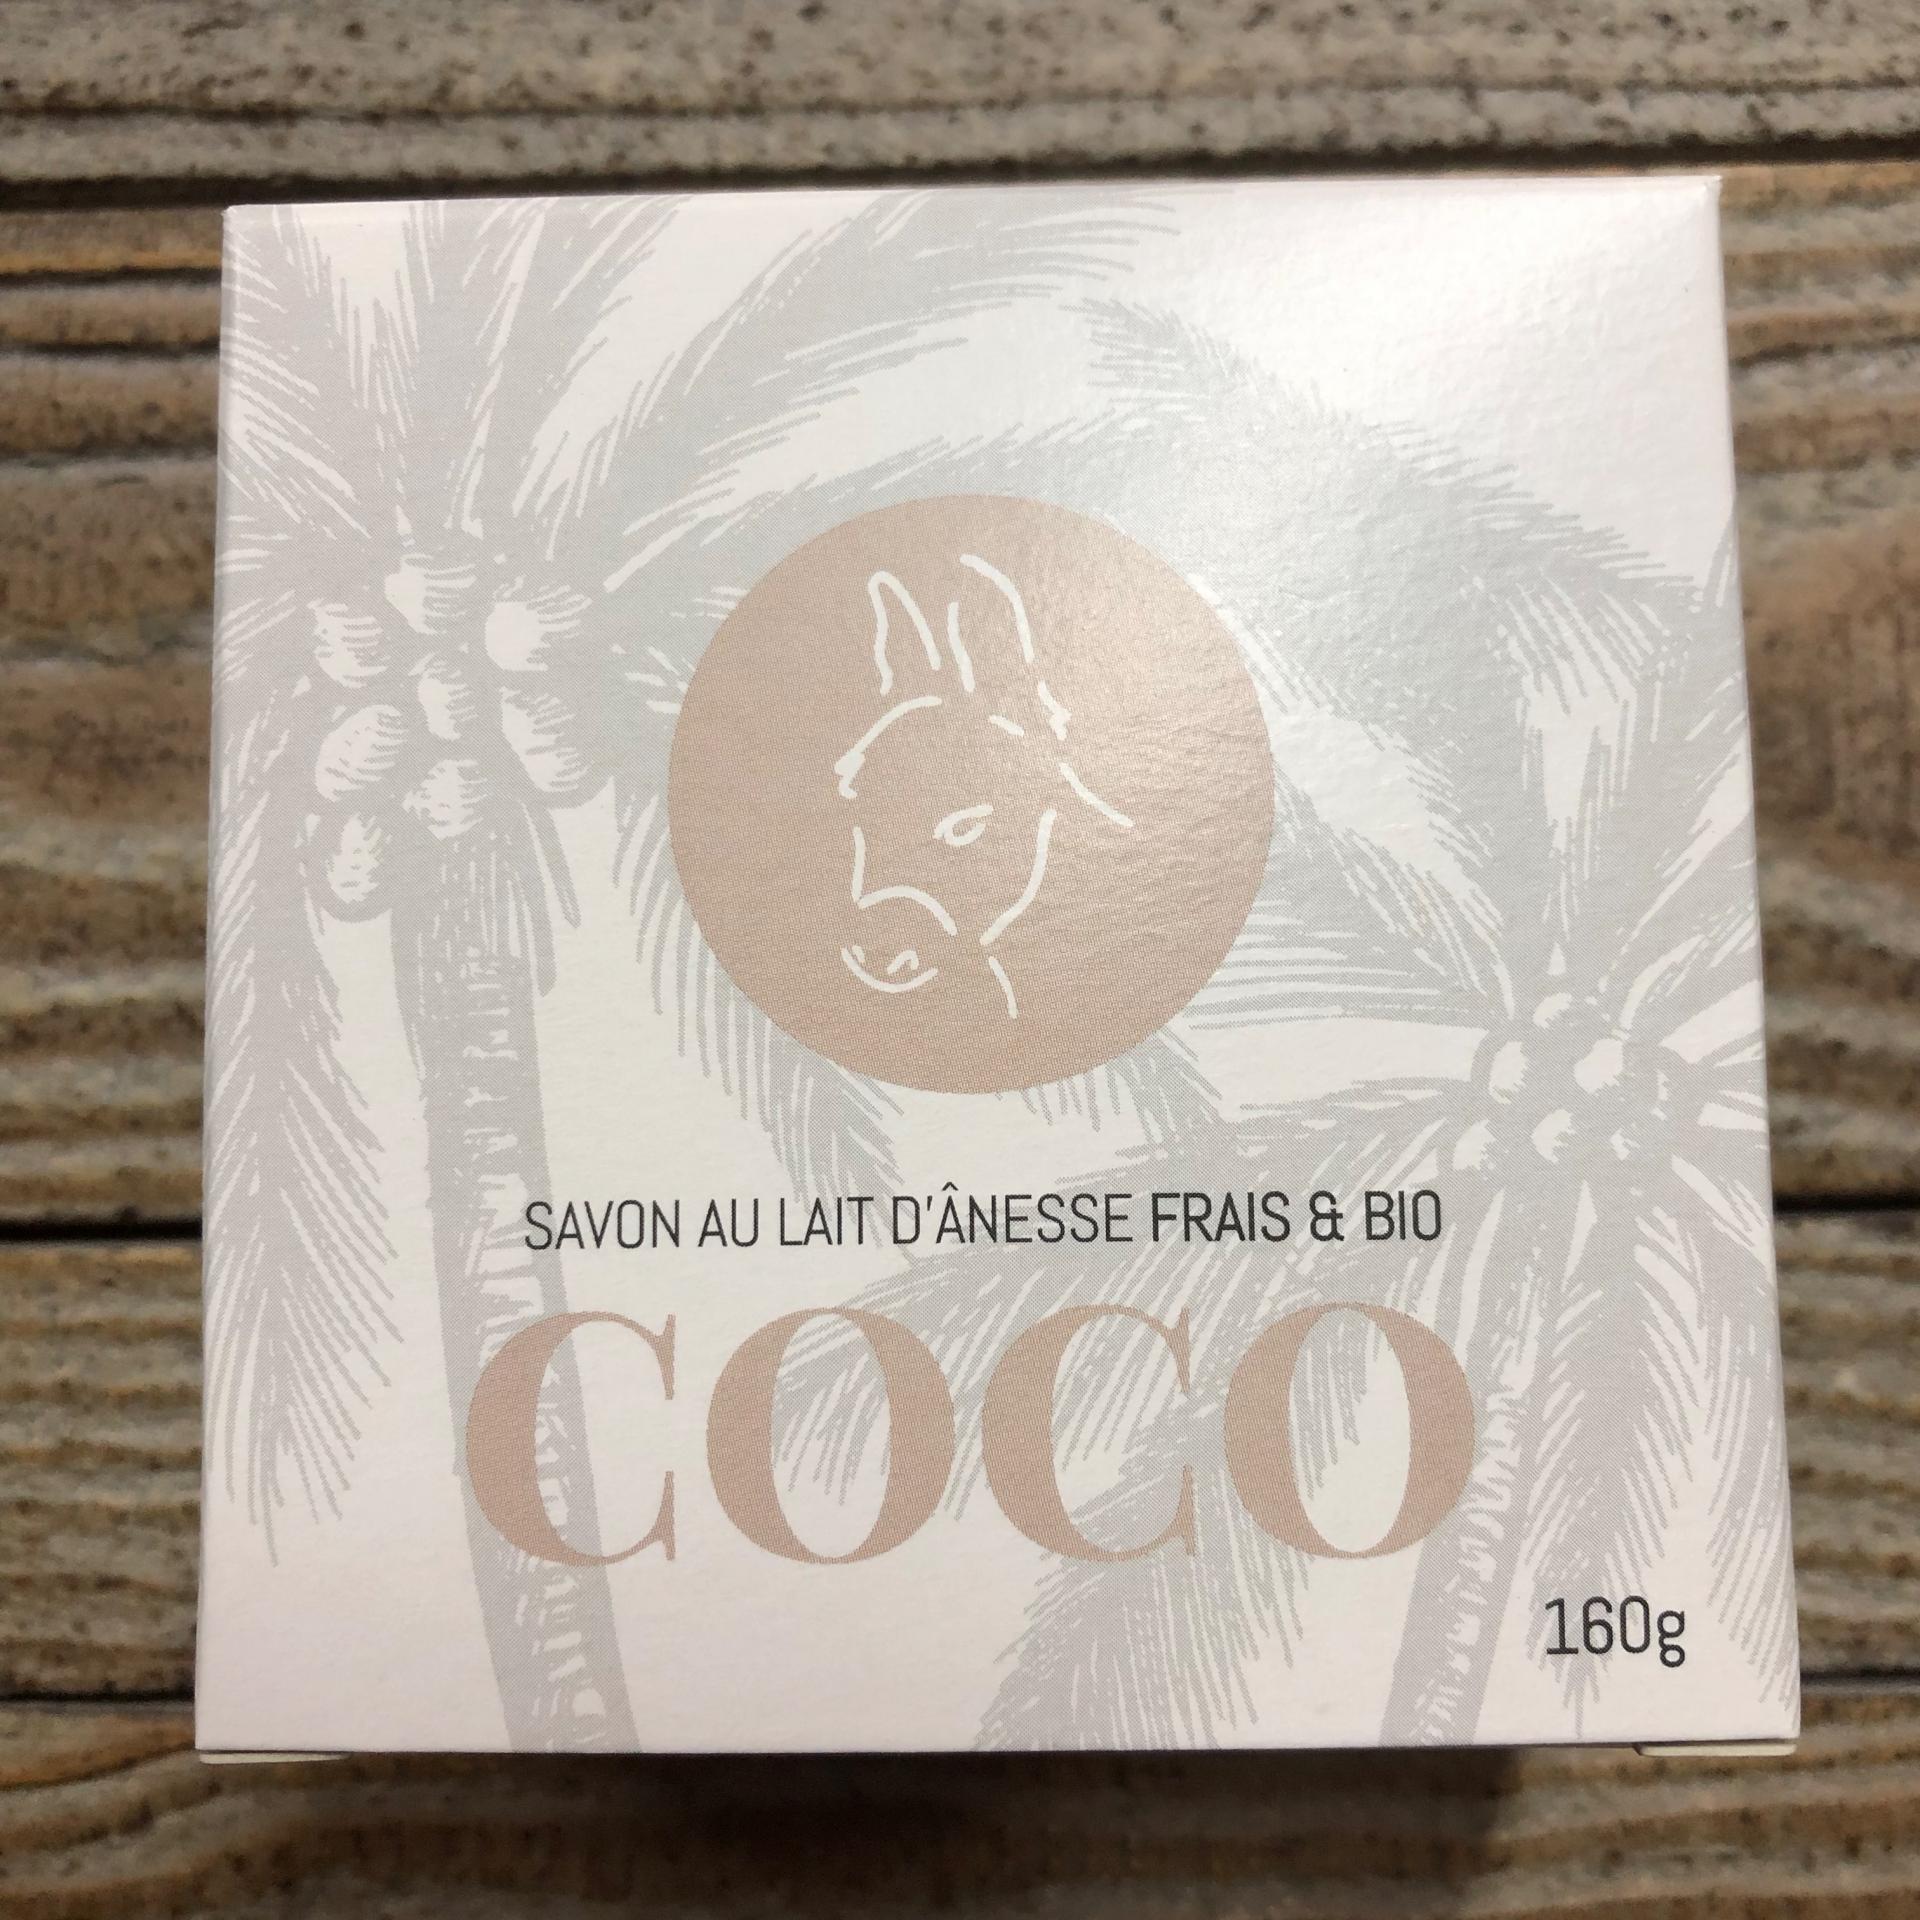 SAVON AU LAIT D'ÂNESSE FRAIS & BIO
COCO
160g